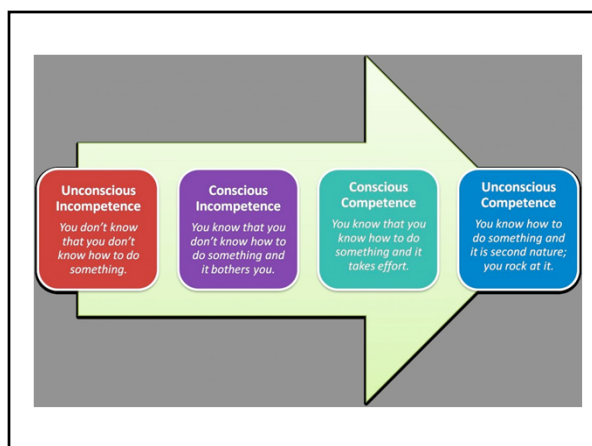 Unconscious
Incompetence
You don't know
that you don't
know how to do
something.
Conscious
Incompetence
You know that you
don't know how to
do something and
it bothers you.
Conscious
Competence
You know that you
know how to do
something and it
takes effort.
Unconscious
Competence
You know how to
do something and
it is second nature;
you rock at it.